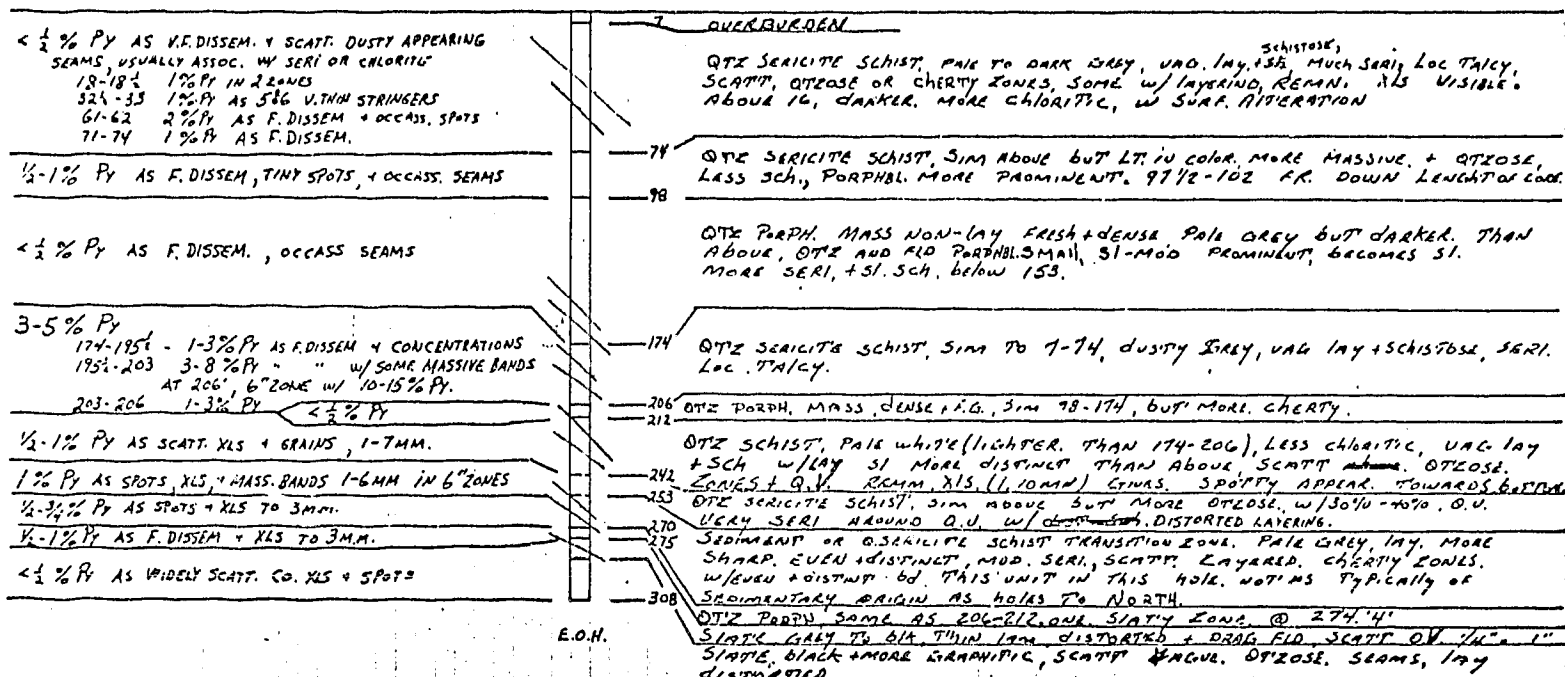 < ½ % Py AS V.F. DISSEM. + SCATT. DUSTY APPEARING
SEAMS, USUALLY ASSOC. W/ SERI OR CHLORITE
18-18½ 1% Py IN 2 ZONES
32½-33 1% Py AS 5&6 V. THIN STRINGERS
61-62 2% Py AS F. DISSEM + OCCASS. SPOTS
71-74 1% Py AS F. DISSEM.
½-1% Py AS F. DISSEM, TINY SPOTS, + OCCASS. SEAMS
< ½ % Py AS F. DISSEM., OCCASS SEAMS
3-5% Py
174-195½ - 1-3% Py AS F. DISSEM + CONCENTRATIONS
195½-203 3-8% Py " " W/ SOME MASSIVE BANDS
AT 206', 6" ZONE W/ 10-15% Py.
203-206 1-3% Py
< ½ % Py
½-1% Py AS SCATT. XLS + GRAINS, 1-7MM.
1% Py AS SPOTS, XLS, + MASS. BANDS 1-6MM IN 6" ZONES
½-¾% Py AS SPOTS + XLS TO 3MM.
½-1% Py AS F. DISSEM + XLS TO 3M.M.
< ½ % Py AS WIDELY SCATT. CO. XLS + SPOTS
7
74
98
174
206
212
242
253
270
275
308
E.O.H.
OVERBURDEN
QTZ SERICITE SCHIST, PALE TO DARK GREY, VAG. lAy, + Sh, SCHISTOSE, MUCH SERI, LOC TALCY,
SCATT, QTZOSE OR CHERTY ZONES, SOME W/ LAYERING, REMN. XLS VISIBLE.
ABOVE 16, DARKER. MORE CHLORITIC, W SURF. ALTERATION
QTZ SERICITE SCHIST, SIM ABOVE but LT. IN COLOR. MORE MASSIVE, + QTZOSE,
LESS SCH., PORPHBL. MORE PROMINENT. 97½-102 FR. DOWN LENGHT OF CORE
QTZ PORPH. MASS NON-LAY FRESH + DENSE. PALE GREY but DARKER. THAN
ABOVE, QTZ AND FLD PORPHBL. SMALL, SI-MOD PROMINENT, becomes SI.
MORE SERI, + SI. SCH, below 153.
QTZ SERICITE SCHIST, SIM TO 7-74, DUSTY GREY, VAG lAy + SCHISTOSE, SERI.
LOC. TALCY.
QTZ PORPH. MASS, DENSE + F.G., SIM 98-174, but MORE. CHERTY.
QTZ SCHIST, PALE WHITE (LIGHTER. THAN 174-206), LESS CHLORITIC, VAG lAy
+ SCH W/ LAY SI MORE DISTINCT THAN ABOVE, SCATT QTZOSE.
ZONES + Q.V. REMM, XLS, (1,10MM) SPOTTY APPEAR. TOWARDS BOTTOM
QTZ SERICITE SCHIST, SIM ABOVE but MORE QTZOSE, W/ 30%-40% Q.V.
VERY SERI AROUND Q.V. W/ DISTORTED LAYERING.
SEDIMENT OR Q. SERICITE SCHIST TRANSITION ZONE. PALE GREY, lAy. MORE
SHARP. EVEN + DISTINCT, MOD. SERI., SCATT. LAYERED. CHERTY ZONES.
W/ EVEN + DISTINT bd. THIS UNIT IN THIS hole. NOT AS TYPICALLY OF
SEDIMENTARY ORIGIN AS holes TO NORTH.
QTZ PORPH, SAME AS 206-212. ONE SLATY ZONE. @ 274.'4'
SLATE GREY TO blk, THIN lAM DISTORTED + DRAG FLD, SCATT QV. ¼"- 1"
SLATE, black + MORE GRAPHITIC, SCATT VAGUE. QTZOSE. SEAMS, lAy
DISTORTED